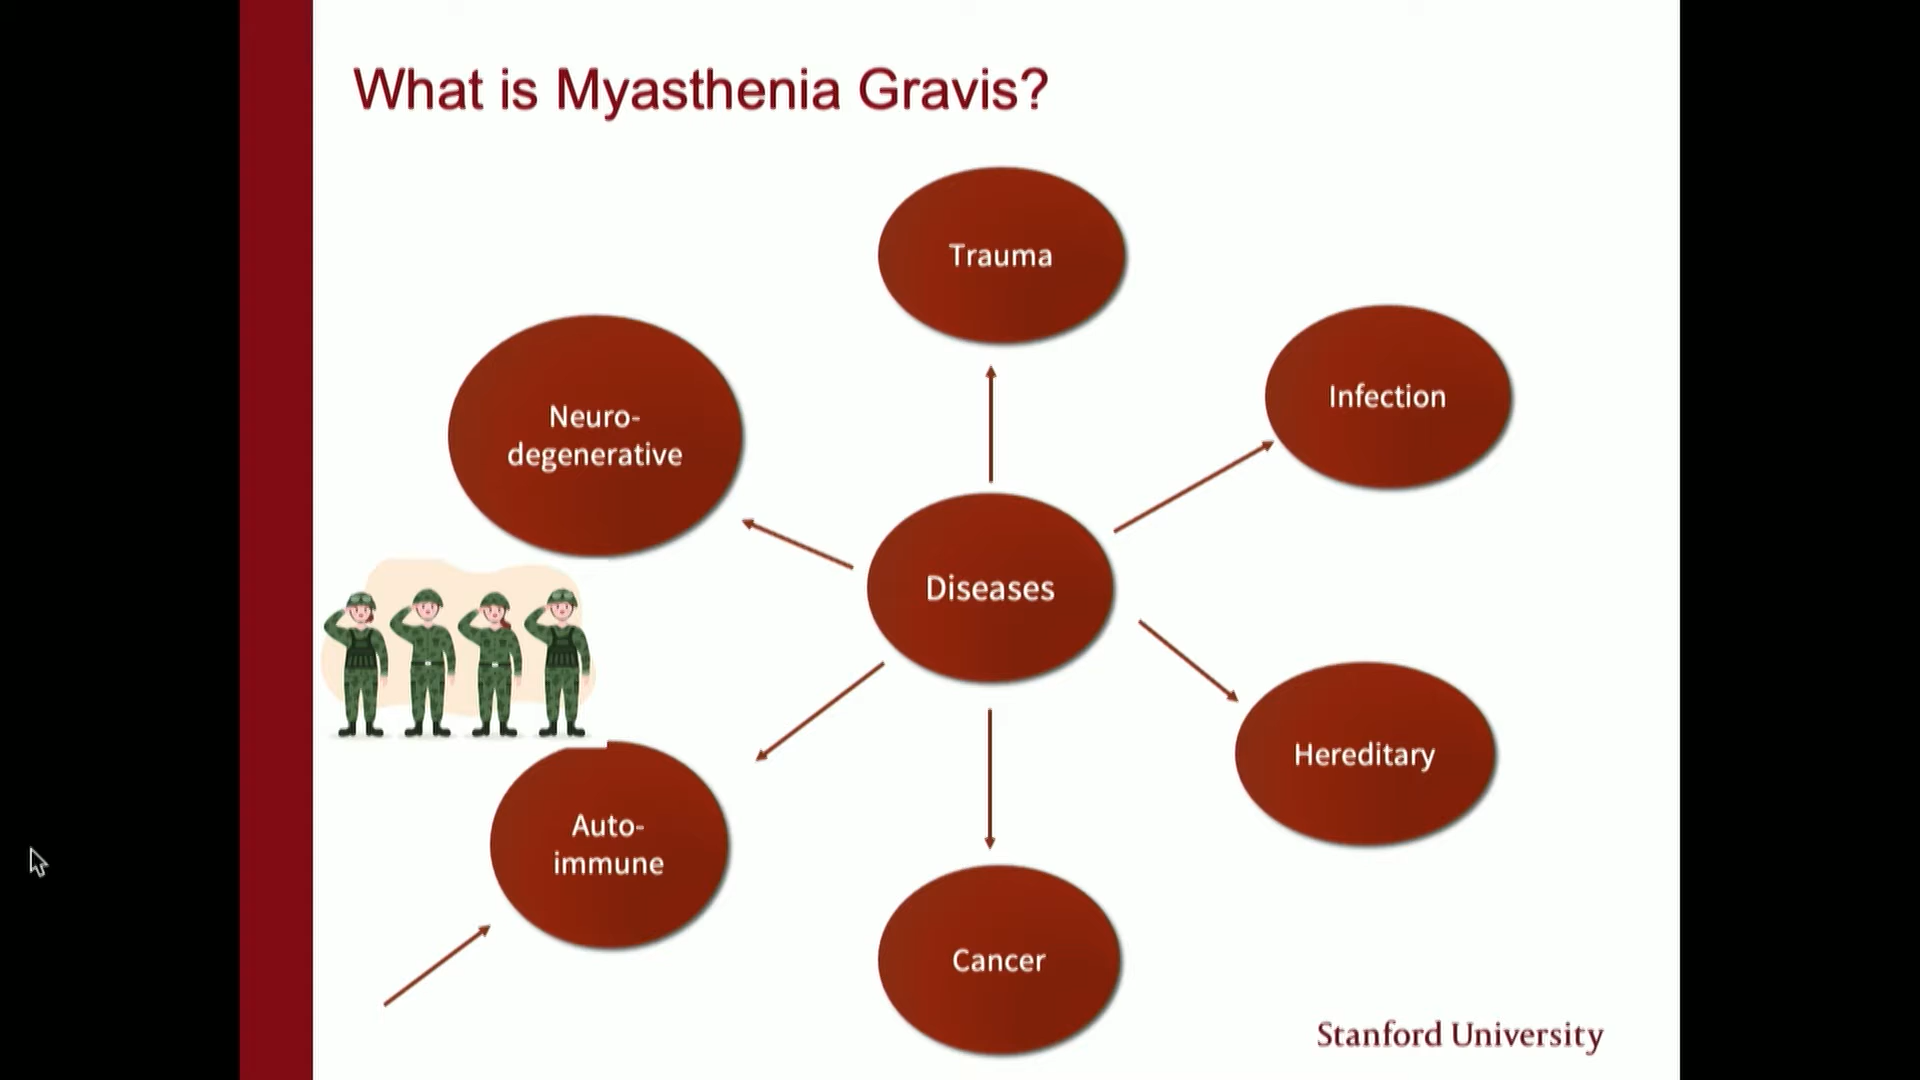 What is Myasthenia Gravis?
Trauma
Infection
Neuro-
degenerative
Diseases
Hereditary
Auto-
immune
Cancer
Stanford University